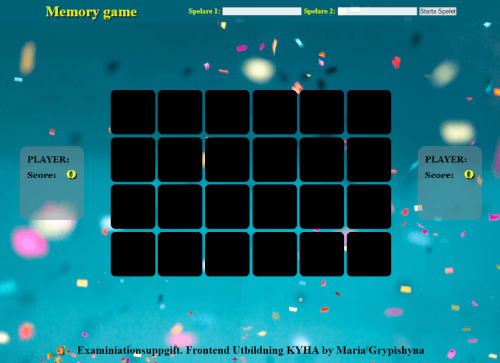 Memory game
Spelare 1: Spelare 2: Starta Spelet
PLAYER:
Score: 0
PLAYER:
Score: 0
Examiniationsuppgift. Frontend Utbildning KYHA by Maria Grypishyna